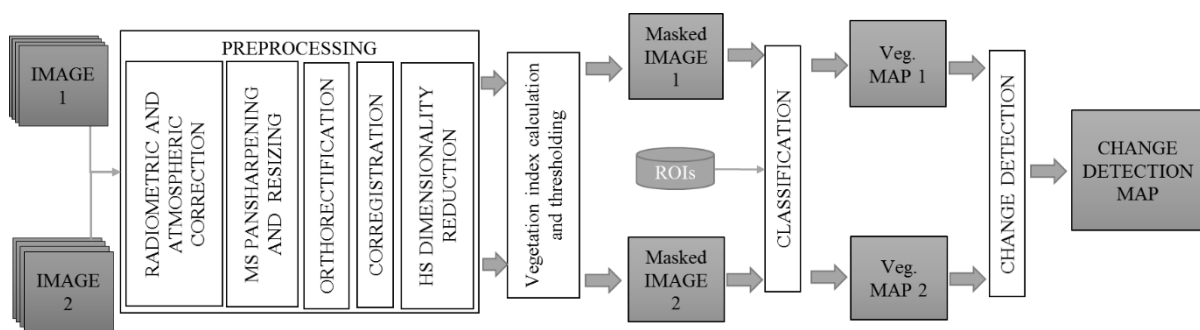 IMAGE
1
IMAGE
2
PREPROCESSING
RADIOMETRIC AND
ATMOSPHERIC
CORRECTION
MS PANSHARPENING
AND RESIZING
ORTHORECTIFICATION
CORREGISTRATION
HS DIMENSIONALITY
REDUCTION
Vegetation index calculation
and thresholding
Masked
IMAGE
1
ROIs
Masked
IMAGE
2
CLASSIFICATION
Veg.
MAP 1
Veg.
MAP 2
CHANGE DETECTION
CHANGE
DETECTION
MAP